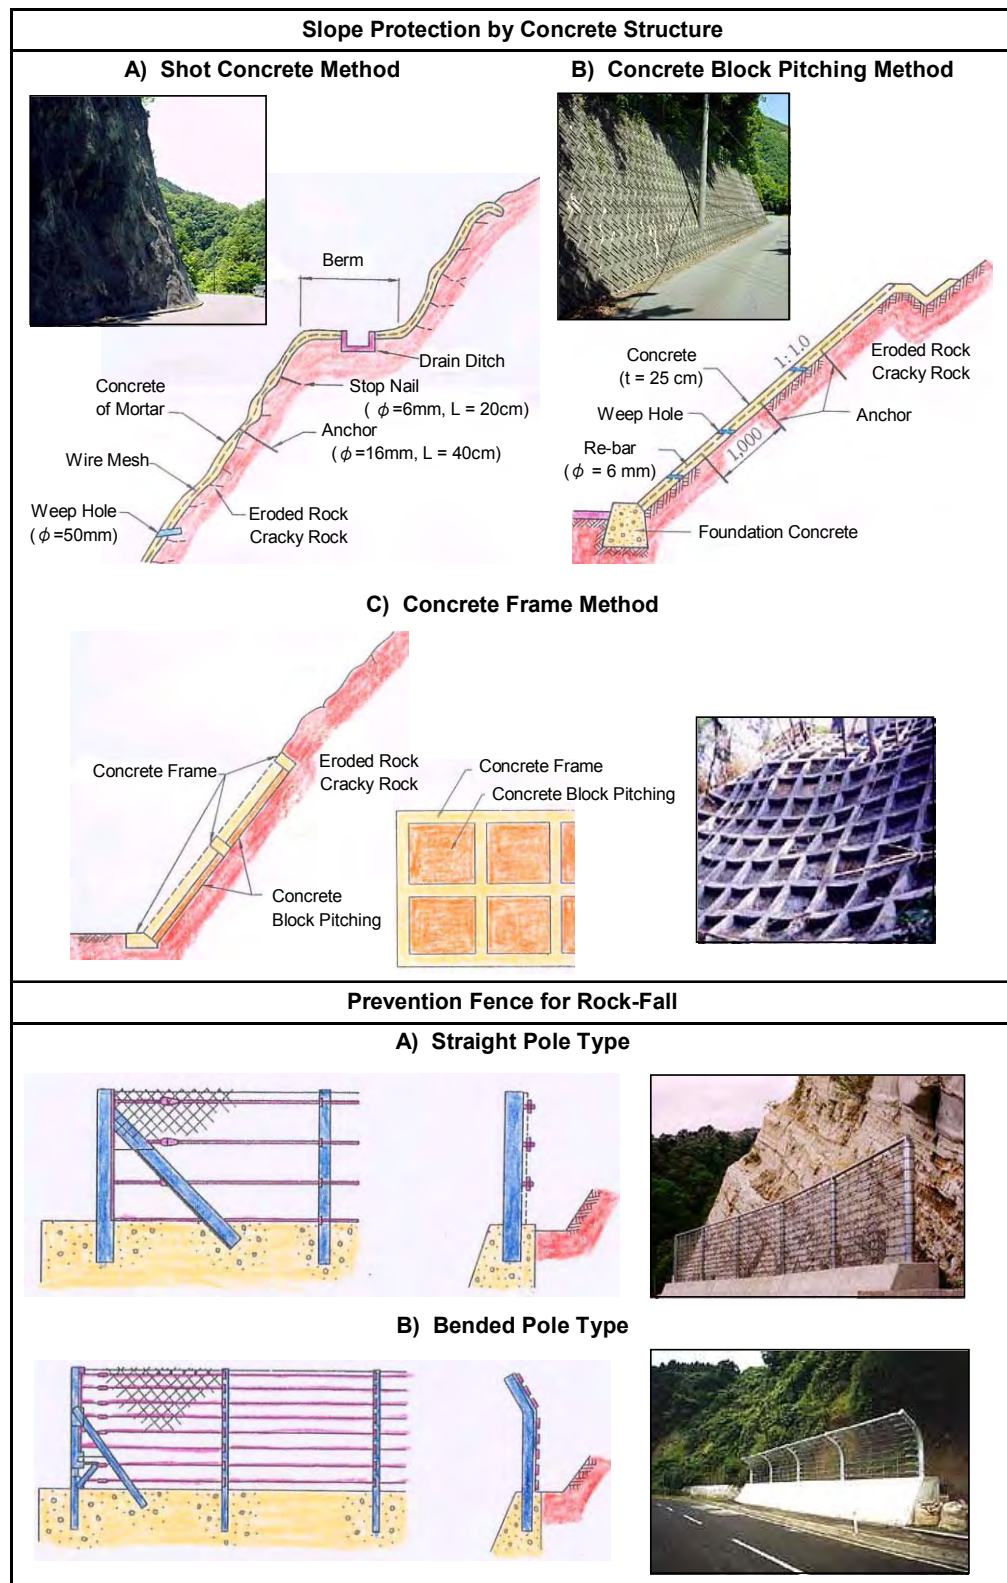 Slope Protection by Concrete Structure
A) Shot Concrete Method
B) Concrete Block Pitching Method
Berm
Drain Ditch
Stop Nail
( φ=6mm, L = 20cm)
Anchor
(φ=16mm, L = 40cm)
Concrete
of Mortar
Wire Mesh
Weep Hole
( φ=50mm)
Eroded Rock
Cracky Rock
1:1.0
Concrete
(t = 25 cm)
Eroded Rock
Cracky Rock
Weep Hole
Anchor
Re-bar
(φ = 6 mm)
1,000
Foundation Concrete
C) Concrete Frame Method
Concrete Frame
Eroded Rock
Cracky Rock
Concrete
Block Pitching
Concrete Frame
Concrete Block Pitching
Prevention Fence for Rock-Fall
A) Straight Pole Type
B) Bended Pole Type